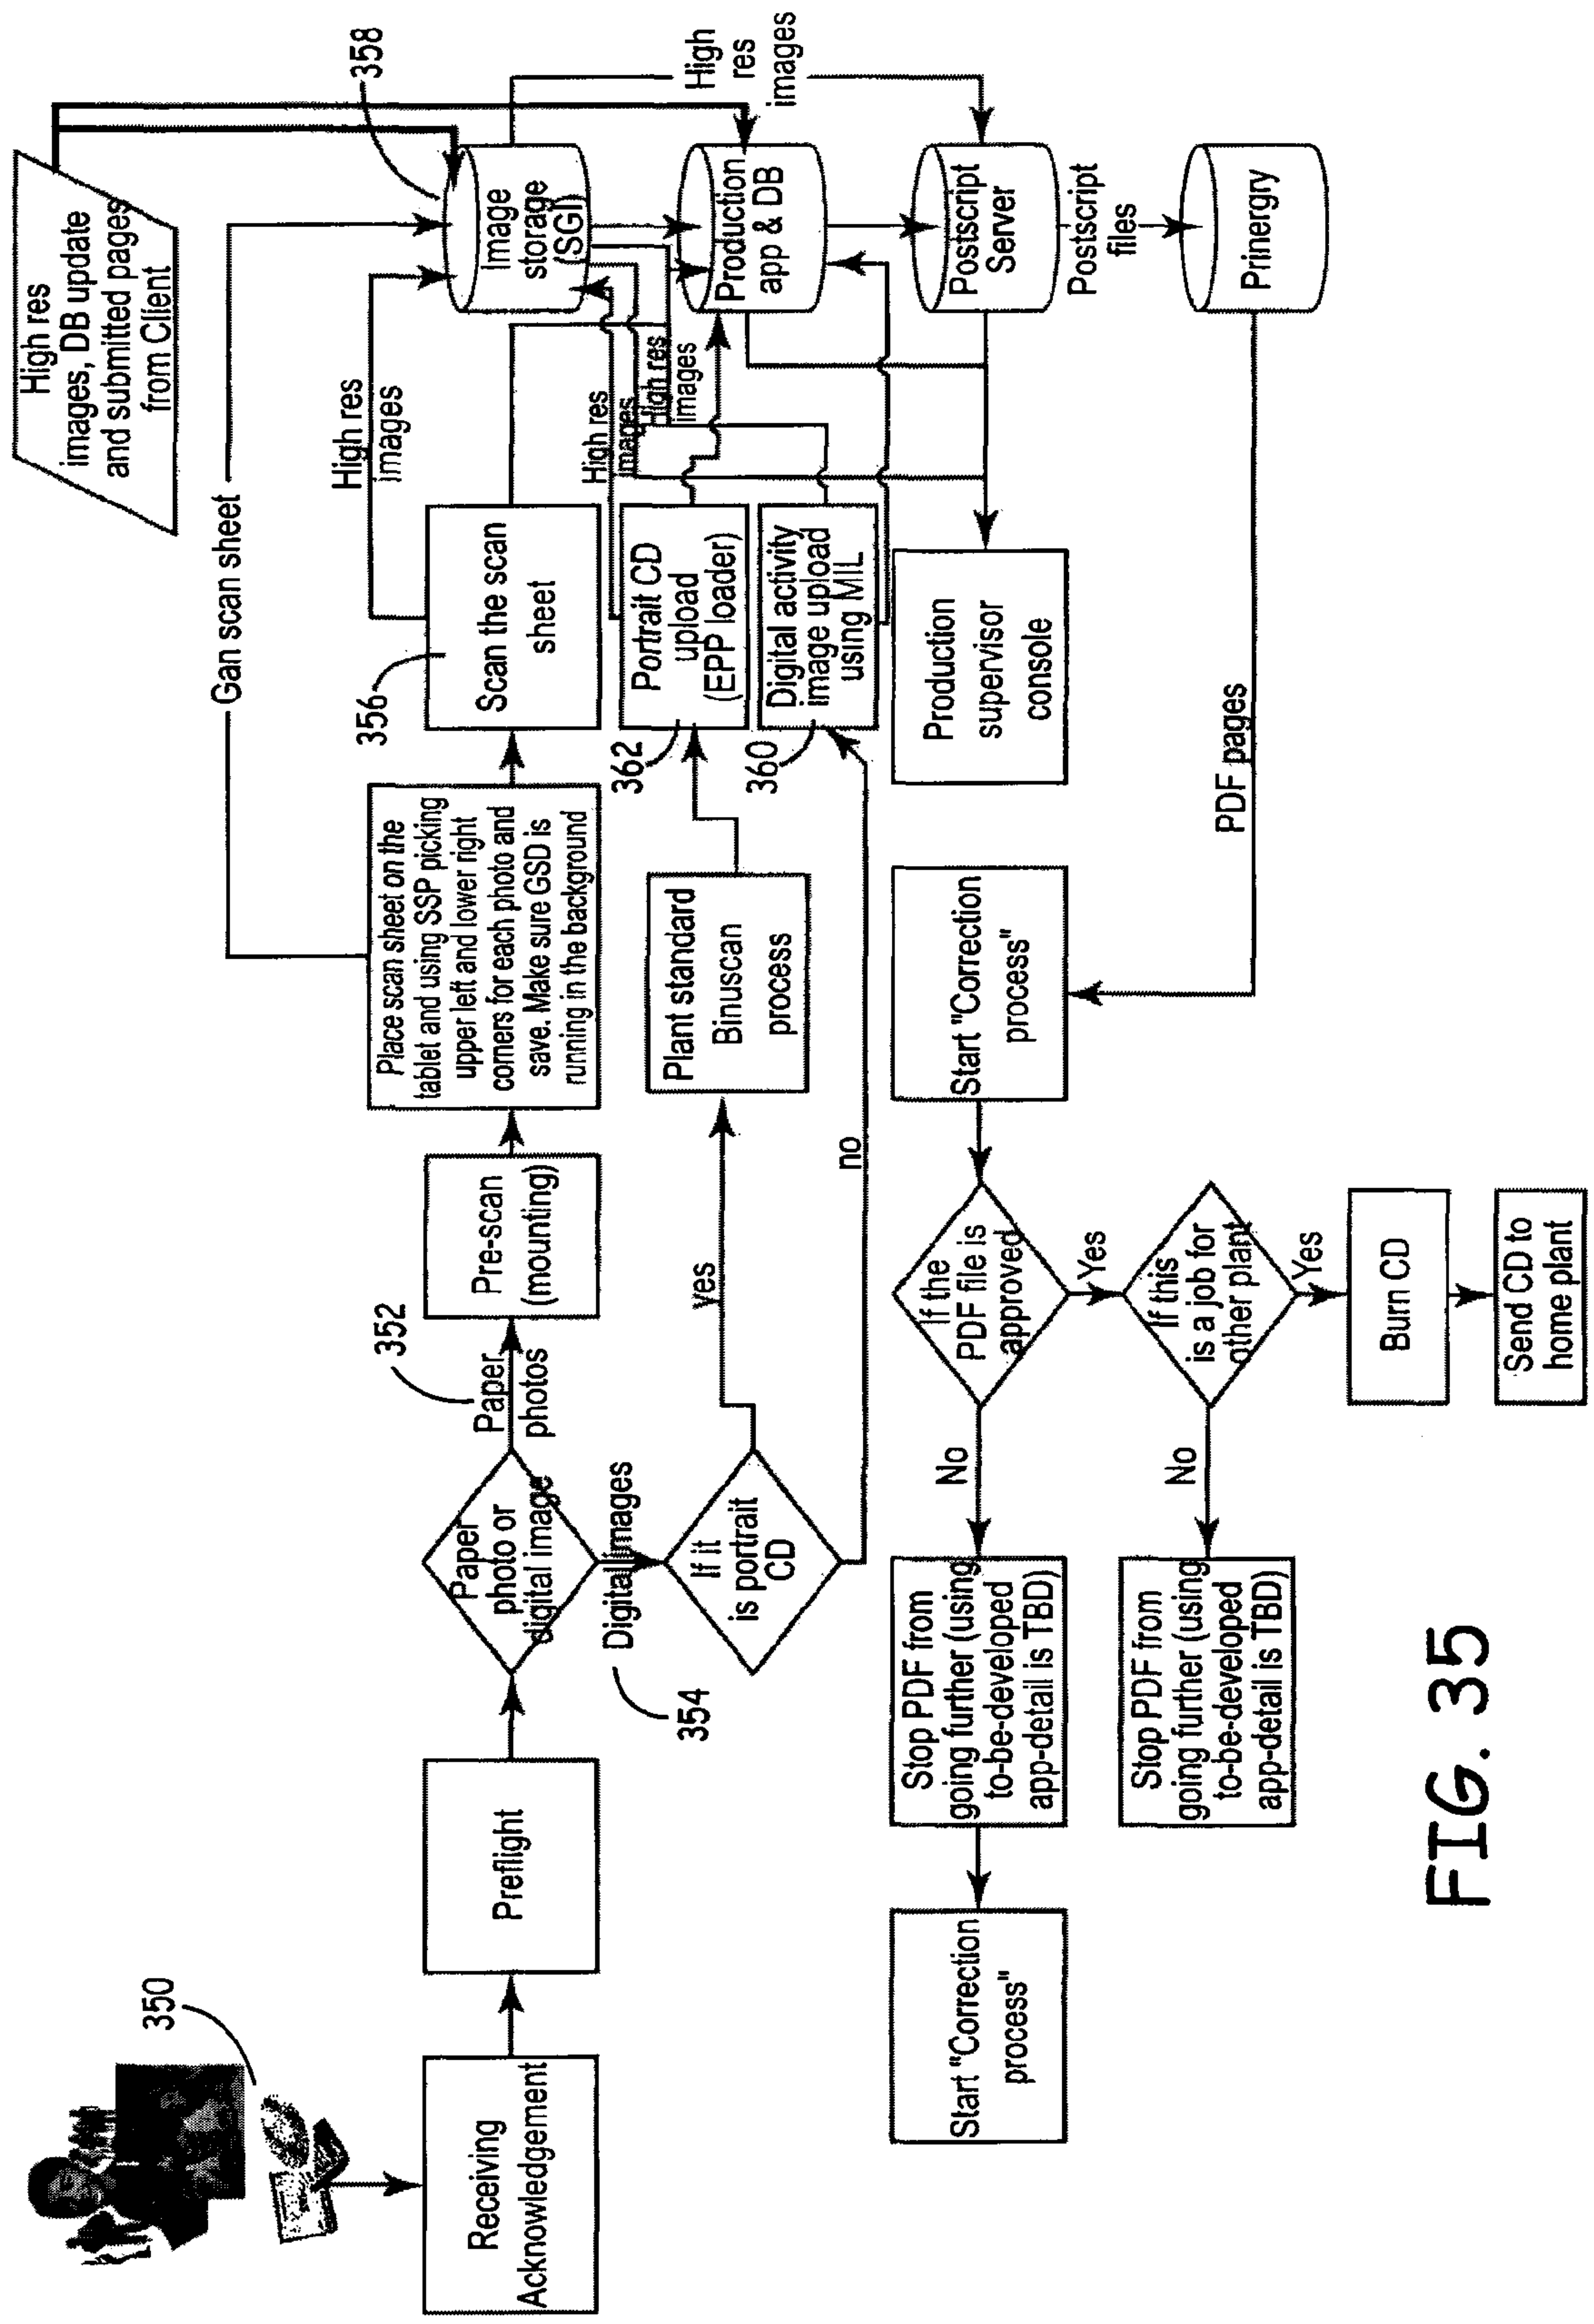 350
Receiving
Acknowledgement
Preflight
Paper
photo or
digital image
352
Paper
photos
Pre-scan
(mounting)
Place scan sheet on the
tablet and using SSP picking
upper left and lower right
corners for each photo and
save. Make sure GSD is
running in the background
Gan scan sheet
356
Scan the scan
sheet
High res
images
High res
images, DB update
and submitted pages
from Client
358
Image
storage
(SGI)
High
res
images
354
Digital images
If it
is portrait
CD
yes
no
Plant standard
Binuscan
process
362
Portrait CD
upload
(EPP loader)
High res
images
High res
images
360
Digital activity
image upload
using MIL
Production
app & DB
Postscript
Server
Postscript
files
Prinergry
Production
supervisor
console
PDF pages
Start "Correction
process"
If the
PDF file is
approved
No
Yes
Stop PDF from
going further (using
to-be-developed
app-detail is TBD)
Start "Correction
process"
If this
is a job for
other plant
No
Yes
Stop PDF from
going further (using
to-be-developed
app-detail is TBD)
Burn CD
Send CD to
home plant
FIG. 35